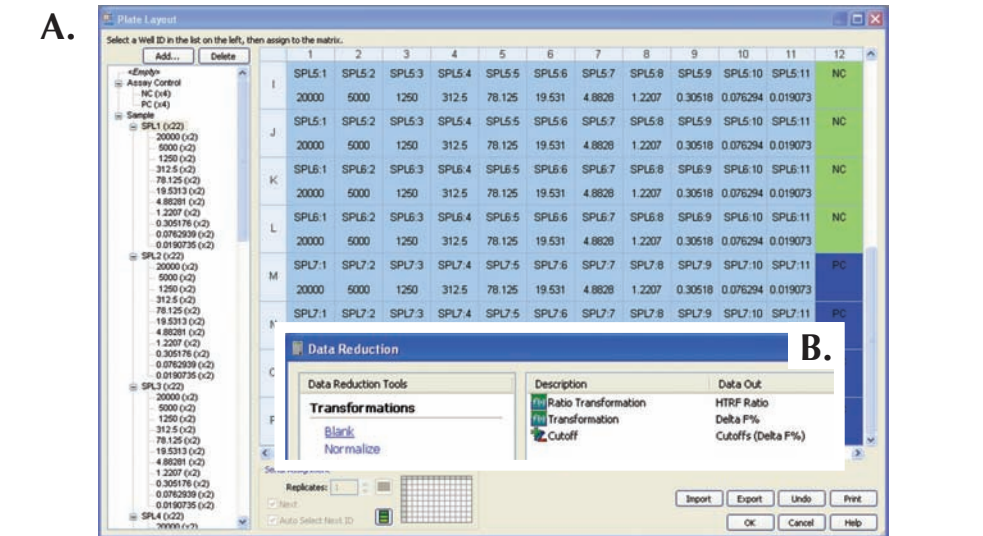 A.
Plate Layout
Select a Well ID in the list on the left, then assign to the matrix.
Add... Delete
<Empty>
Assay Control
NC (x4)
PC (x4)
Sample
SPL1 (x22)
20000 (x2)
5000 (x2)
1250 (x2)
312.5 (x2)
78.125 (x2)
19.5313 (x2)
4.88281 (x2)
1.2207 (x2)
0.305176 (x2)
0.0762939 (x2)
0.0190735 (x2)
SPL2 (x22)
20000 (x2)
5000 (x2)
1250 (x2)
312.5 (x2)
78.125 (x2)
19.5313 (x2)
4.88281 (x2)
1.2207 (x2)
0.305176 (x2)
0.0762939 (x2)
0.0190735 (x2)
SPL3 (x22)
20000 (x2)
5000 (x2)
1250 (x2)
312.5 (x2)
78.125 (x2)
19.5313 (x2)
4.88281 (x2)
1.2207 (x2)
0.305176 (x2)
0.0762939 (x2)
0.0190735 (x2)
SPL4 (x22)
20000 (x2)
1 2 3 4 5 6 7 8 9 10 11 12
I SPL5:1 SPL5:2 SPL5:3 SPL5:4 SPL5:5 SPL5:6 SPL5:7 SPL5:8 SPL5:9 SPL5:10 SPL5:11 NC
20000 5000 1250 312.5 78.125 19.531 4.8828 1.2207 0.30518 0.076294 0.019073
J SPL5:1 SPL5:2 SPL5:3 SPL5:4 SPL5:5 SPL5:6 SPL5:7 SPL5:8 SPL5:9 SPL5:10 SPL5:11 NC
20000 5000 1250 312.5 78.125 19.531 4.8828 1.2207 0.30518 0.076294 0.019073
K SPL6:1 SPL6:2 SPL6:3 SPL6:4 SPL6:5 SPL6:6 SPL6:7 SPL6:8 SPL6:9 SPL6:10 SPL6:11 NC
20000 5000 1250 312.5 78.125 19.531 4.8828 1.2207 0.30518 0.076294 0.019073
L SPL6:1 SPL6:2 SPL6:3 SPL6:4 SPL6:5 SPL6:6 SPL6:7 SPL6:8 SPL6:9 SPL6:10 SPL6:11 NC
20000 5000 1250 312.5 78.125 19.531 4.8828 1.2207 0.30518 0.076294 0.019073
M SPL7:1 SPL7:2 SPL7:3 SPL7:4 SPL7:5 SPL7:6 SPL7:7 SPL7:8 SPL7:9 SPL7:10 SPL7:11 PC
20000 5000 1250 312.5 78.125 19.531 4.8828 1.2207 0.30518 0.076294 0.019073
SPL7:1 SPL7:2 SPL7:3 SPL7:4 SPL7:5 SPL7:6 SPL7:7 SPL7:8 SPL7:9 SPL7:10 SPL7:11 PC
B.
Data Reduction
Data Reduction Tools
Transformations
Blank
Normalize
Description Data Out
f(x) Ratio Transformation HTRF Ratio
f(x) Transformation Delta F%
Cutoff Cutoffs (Delta F%)
Replicates: 1
Next
Auto Select Next ID
Import Export Undo Print
OK Cancel Help